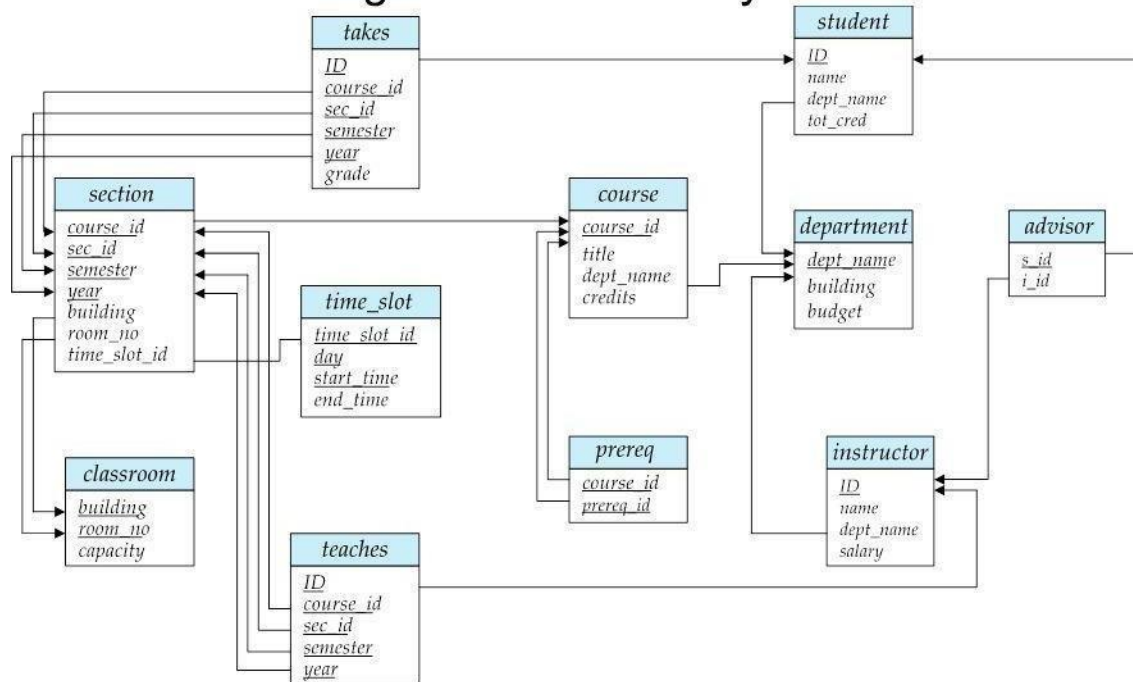 takes
ID
course_id
sec_id
semester
year
grade
student
ID
name
dept_name
tot_cred
section
course_id
sec_id
semester
year
building
room_no
time_slot_id
course
course_id
title
dept_name
credits
department
dept_name
building
budget
advisor
s_id
i_id
time_slot
time_slot_id
day
start_time
end_time
classroom
building
room_no
capacity
prereq
course_id
prereq_id
instructor
ID
name
dept_name
salary
teaches
ID
course_id
sec_id
semester
year